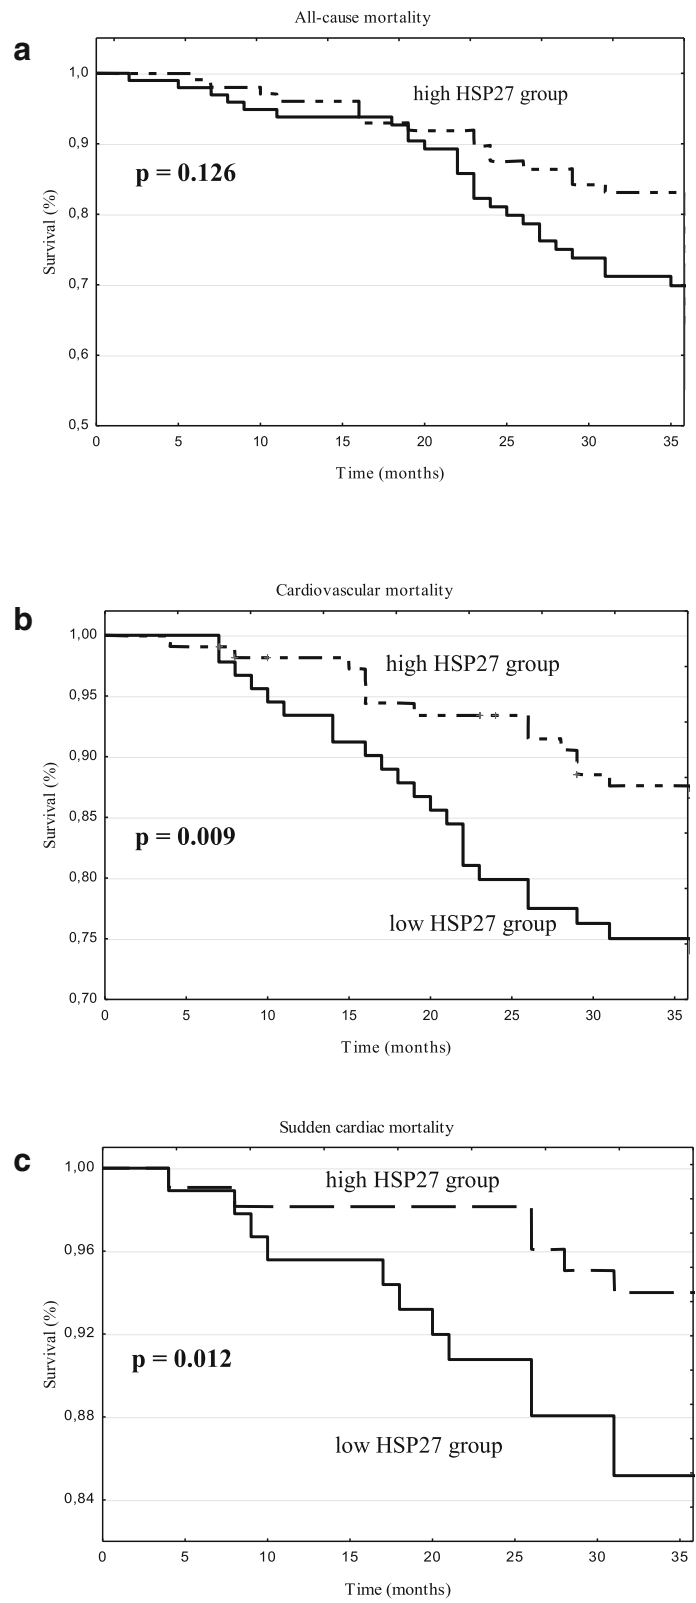 All-cause mortality
a
1,0
high HSP27 group
0,9
p = 0.126
0,8
Survival (%)
0,7
0,6
0,5
0 5 10 15 20 25 30 35
Time (months)
Cardiovascular mortality
b
1,00
high HSP27 group
0,95
0,90
Survival (%)
0,85
p = 0.009
0,80
low HSP27 group
0,75
0,70
0 5 10 15 20 25 30 35
Time (months)
Sudden cardiac mortality
c
1,00
high HSP27 group
0,96
0,92
Survival (%)
p = 0.012
0,88
low HSP27 group
0,84
0 5 10 15 20 25 30 35
Time (months)